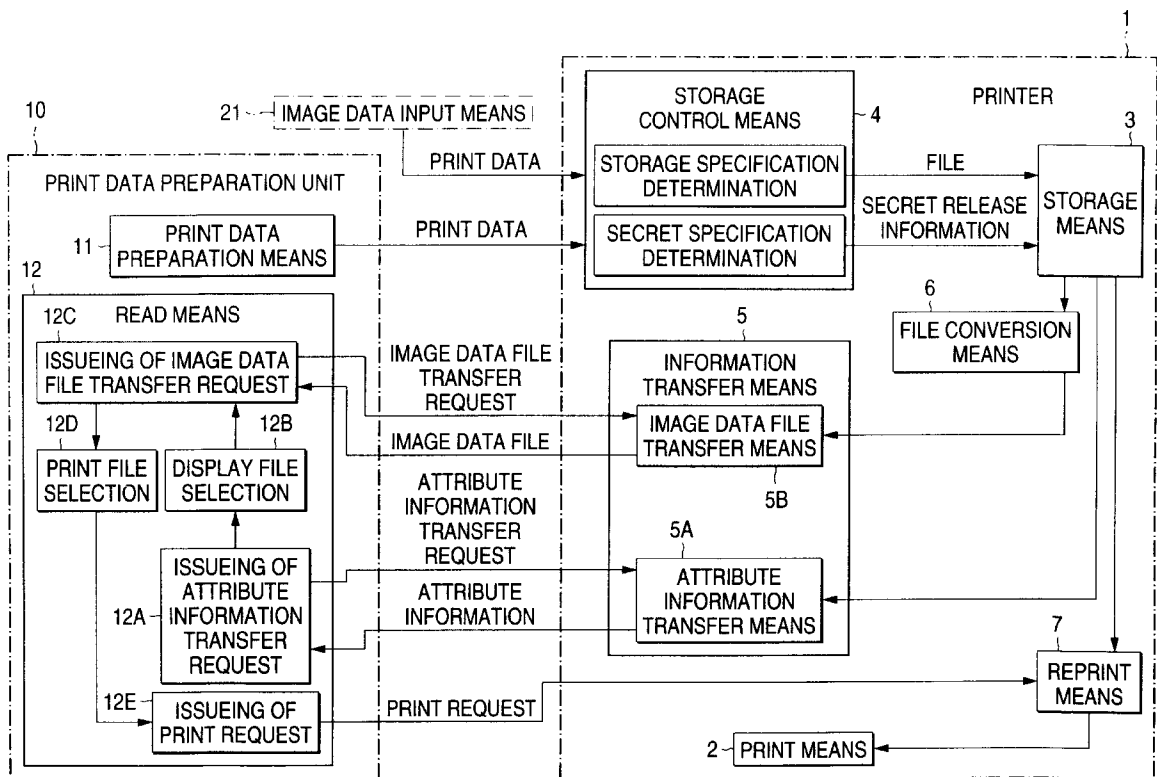 1
10
21
IMAGE DATA INPUT MEANS
STORAGE
CONTROL MEANS
4
PRINTER
3
PRINT DATA
STORAGE SPECIFICATION
DETERMINATION
FILE
STORAGE
MEANS
PRINT DATA PREPARATION UNIT
11
PRINT DATA
PREPARATION MEANS
PRINT DATA
SECRET SPECIFICATION
DETERMINATION
SECRET RELEASE
INFORMATION
12
READ MEANS
12C
ISSUEING OF IMAGE DATA
FILE TRANSFER REQUEST
IMAGE DATA FILE
TRANSFER
REQUEST
5
INFORMATION
TRANSFER MEANS
6
FILE CONVERSION
MEANS
12D
PRINT FILE
SELECTION
12B
DISPLAY FILE
SELECTION
IMAGE DATA FILE
IMAGE DATA FILE
TRANSFER MEANS
5B
ATTRIBUTE
INFORMATION
TRANSFER
REQUEST
12A
ISSUEING OF
ATTRIBUTE
INFORMATION
TRANSFER
REQUEST
ATTRIBUTE
INFORMATION
5A
ATTRIBUTE
INFORMATION
TRANSFER MEANS
7
REPRINT
MEANS
12E
ISSUEING OF
PRINT REQUEST
PRINT REQUEST
2
PRINT MEANS